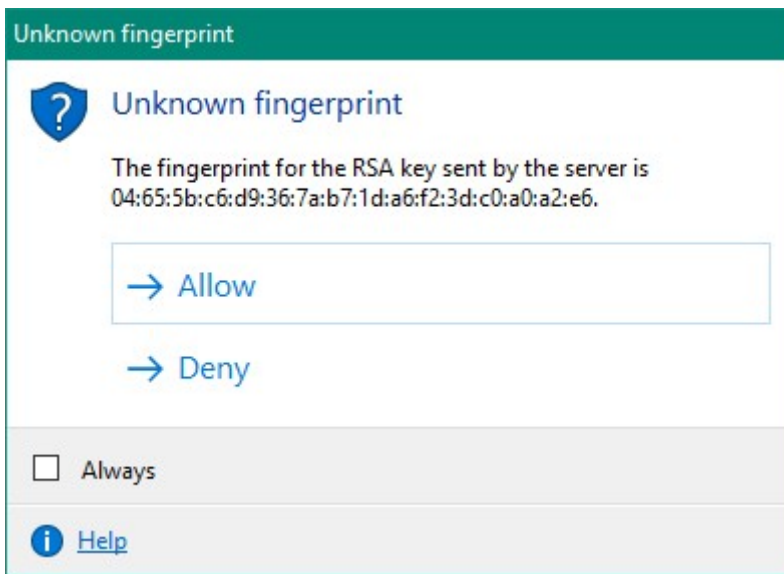 Unknown fingerprint
Unknown fingerprint
The fingerprint for the RSA key sent by the server is
04:65:5b:c6:d9:36:7a:b7:1d:a6:f2:3d:c0:a0:a2:e6.
Allow
Deny
Always
Help